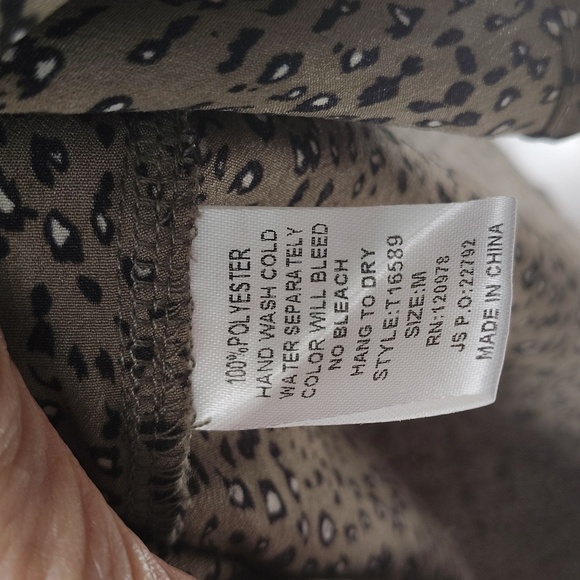 100%POLYESTER
HAND WASH COLD
WATER SEPARATELY
COLOR WILL BLEED
NO BLEACH
HANG TO DRY
STYLE:T16589
SIZE:M
RN:120978
JS P.O:22792
MADE IN CHINA